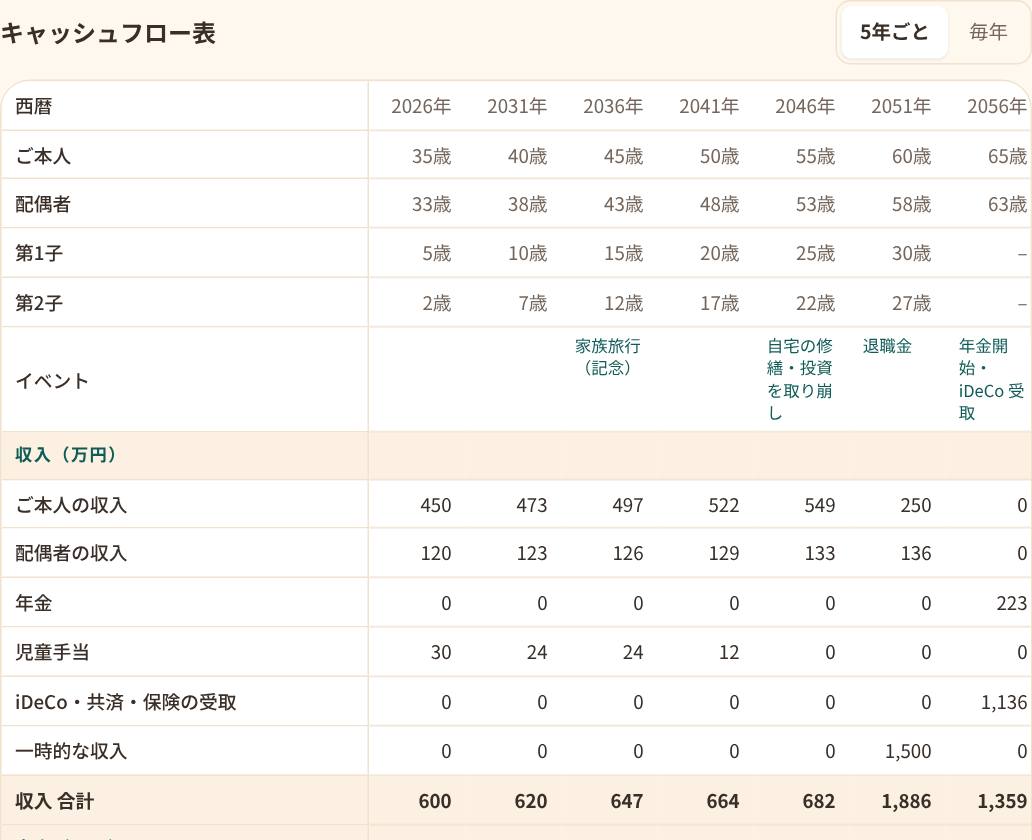 キャッシュフロー表
5年ごと 毎年
西暦 2026年 2031年 2036年 2041年 2046年 2051年 2056年
ご本人 35歳 40歳 45歳 50歳 55歳 60歳 65歳
配偶者 33歳 38歳 43歳 48歳 53歳 58歳 63歳
第1子 5歳 10歳 15歳 20歳 25歳 30歳 –
第2子 2歳 7歳 12歳 17歳 22歳 27歳 –
イベント
家族旅行
（記念）
自宅の修
繕・投資
を取り崩
し
退職金
年金開
始・
iDeCo 受
取
収入（万円）
ご本人の収入 450 473 497 522 549 250 0
配偶者の収入 120 123 126 129 133 136 0
年金 0 0 0 0 0 0 223
児童手当 30 24 24 12 0 0 0
iDeCo・共済・保険の受取 0 0 0 0 0 0 1,136
一時的な収入 0 0 0 0 0 1,500 0
収入 合計 600 620 647 664 682 1,886 1,359